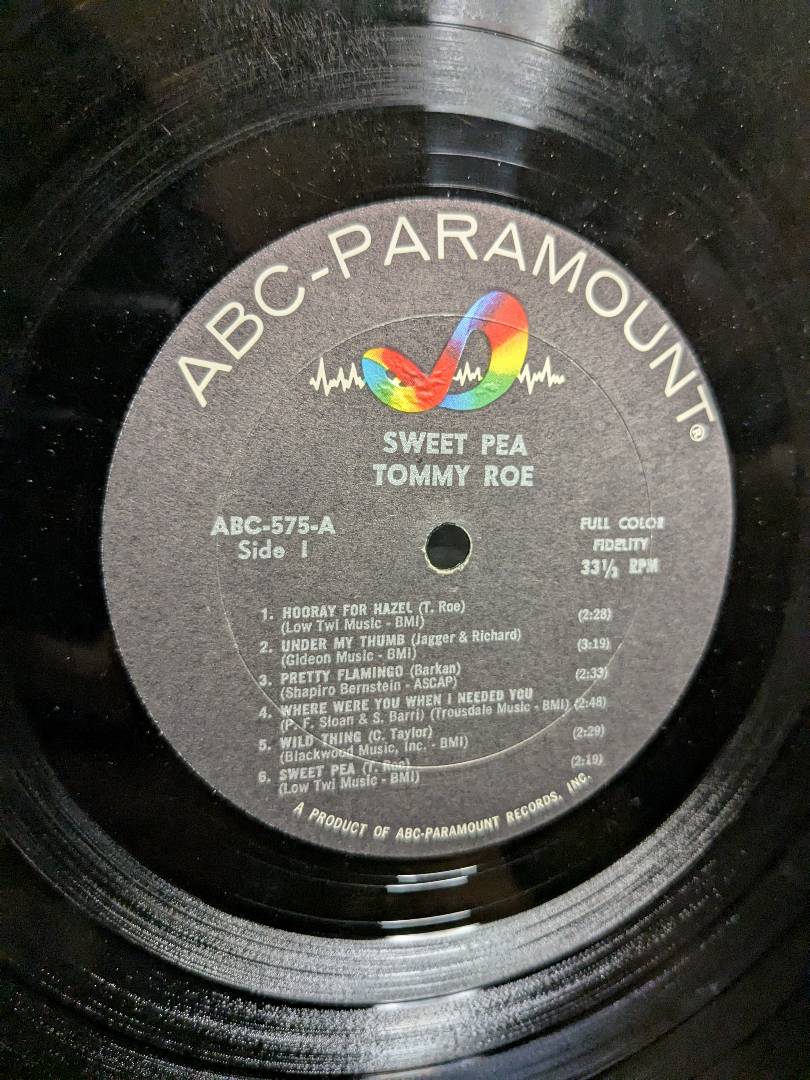 ABC-PARAMOUNT®
SWEET PEA
TOMMY ROE
ABC-575-A
Side 1
FULL COLOR
FIDELITY
33⅓ RPM
1. HOORAY FOR HAZEL (T. Roe) (2:28)
(Low Twi Music - BMI)
2. UNDER MY THUMB (Jagger & Richard) (3:19)
(Gideon Music - BMI)
3. PRETTY FLAMINGO (Barkan) (2:33)
(Shapiro Bernstein - ASCAP)
4. WHERE WERE YOU WHEN I NEEDED YOU
(P. F. Sloan & S. Barri) (Trousdale Music - BMI) (2:48)
5. WILD THING (C. Taylor) (2:29)
(Blackwood Music, Inc. - BMI)
6. SWEET PEA (T. Roe) (2:19)
(Low Twi Music - BMI)
A PRODUCT OF ABC-PARAMOUNT RECORDS, INC.